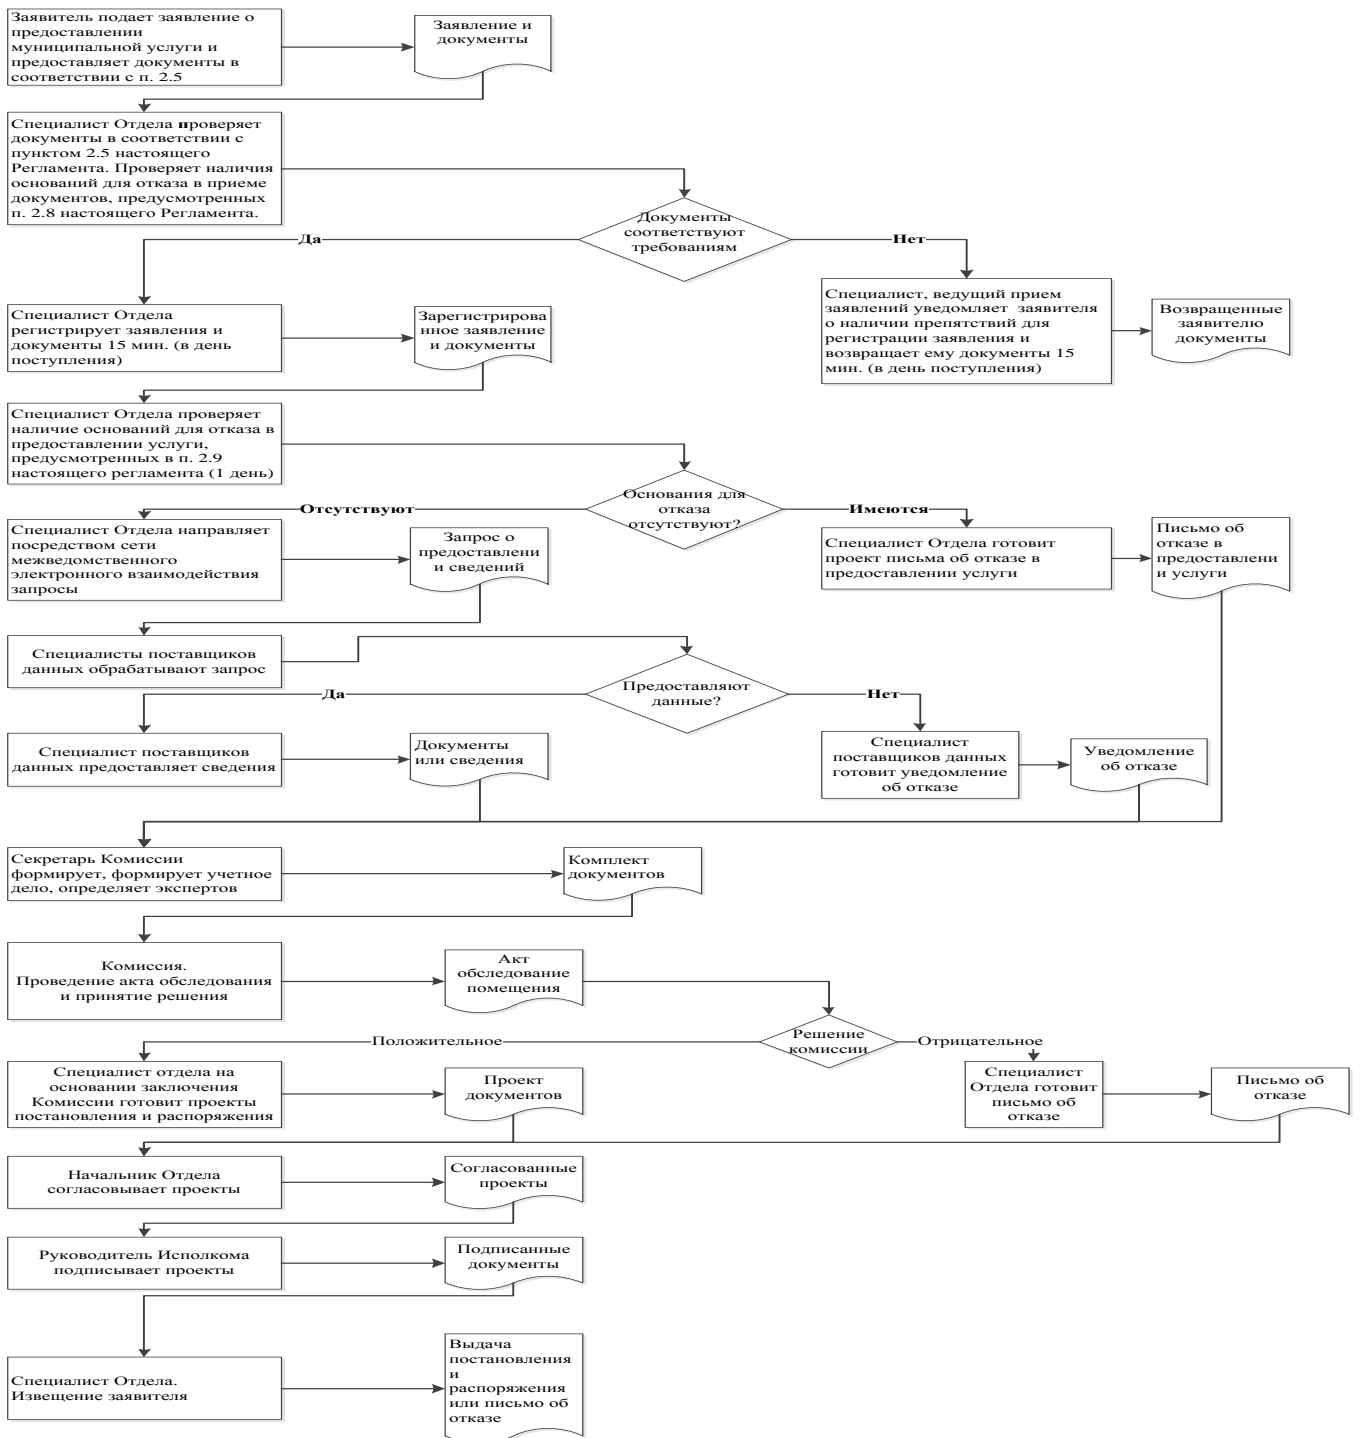 Заявитель подает заявление о
предоставлении
муниципальной услуги и
предоставляет документы в
соответствии с п. 2.5
Заявление и
документы
Специалист Отдела проверяет
документы в соответствии с
пунктом 2.5 настоящего
Регламента. Проверяет наличия
оснований для отказа в приеме
документов, предусмотренных
п. 2.8 настоящего Регламента.
Документы
соответствуют
требованиям
Да
Нет
Специалист Отдела
регистрирует заявления и
документы 15 мин. (в день
поступления)
Зарегистрирова
нное заявление
и документы
Специалист, ведущий прием
заявлений уведомляет заявителя
о наличии препятствий для
регистрации заявления и
возвращает ему документы 15
мин. (в день поступления)
Возвращенные
заявителю
документы
Специалист Отдела проверяет
наличие оснований для отказа в
предоставлении услуги,
предусмотренных в п. 2.9
настоящего регламента (1 день)
Основания для
отказа
отсутствуют?
Отсутствуют
Имеются
Специалист Отдела направляет
посредством сети
межведомственного
электронного взаимодействия
запросы
Запрос о
предоставлени
и сведений
Специалист Отдела готовит
проект письма об отказе в
предоставлении услуги
Письмо об
отказе в
предоставлени
и услуги
Специалисты поставщиков
данных обрабатывают запрос
Предоставляют
данные?
Да
Нет
Специалист поставщиков
данных предоставляет сведения
Документы
или сведения
Специалист
поставщиков данных
готовит уведомление
об отказе
Уведомление
об отказе
Секретарь Комиссии
формирует, формирует учетное
дело, определяет экспертов
Комплект
документов
Комиссия.
Проведение акта обследования
и принятие решения
Акт
обследование
помещения
Решение
комиссии
Положительное
Отрицательное
Специалист отдела на
основании заключения
Комиссии готовит проекты
постановления и распоряжения
Проект
документов
Специалист
Отдела готовит
письмо об
отказе
Письмо об
отказе
Начальник Отдела
согласовывает проекты
Согласованные
проекты
Руководитель Исполкома
подписывает проекты
Подписанные
документы
Специалист Отдела.
Извещение заявителя
Выдача
постановления
и
распоряжения
или письмо об
отказе